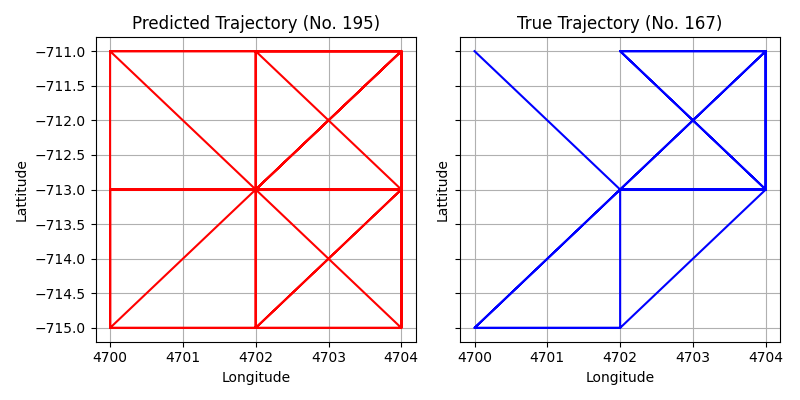 Predicted Trajectory (No. 195)
True Trajectory (No. 167)
Lattitude
−711.0
−711.5
−712.0
−712.5
−713.0
−713.5
−714.0
−714.5
−715.0
4700 4701 4702 4703 4704
Longitude
Lattitude
4700 4701 4702 4703 4704
Longitude